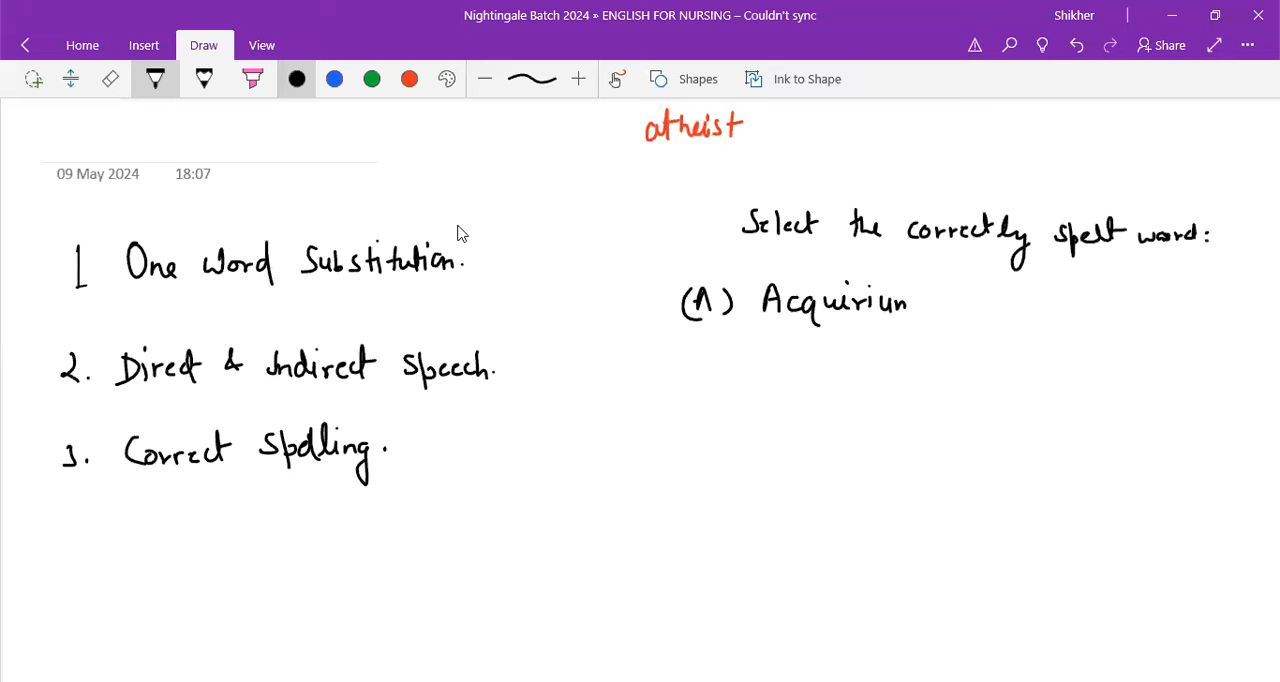 Nightingale Batch 2024 » ENGLISH FOR NURSING – Couldn't sync
Shikher
Home Insert Draw View
Share
Shapes
Ink to Shape
atheist
09 May 2024 18:07
1 One Word Substitution.
2. Direct & Indirect Speech.
3. Correct Spelling.
Select the correctly spelt word:
(A) Acquirium